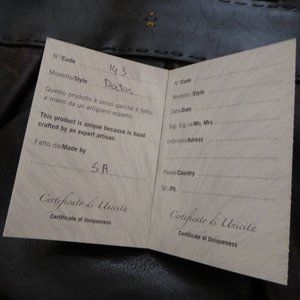 N°/Code 143
Modello/Style Doctor
Questo prodotto è unico perchè è fatto
a mano da un artigiano esperto.
This product is unique because is hand
crafted by an expert artisan.
Fatto da/Made by
S.A
Certificato di Unicità
Certificate of Uniqueness
N°/Code
Modello/Style
Data/Date
Sig. Sig.ra/Mr. Mrs
Indirizzo/Adress
Paese/Country
Tel./Ph.
Certificato di Unicità
Certificate of Uniqueness